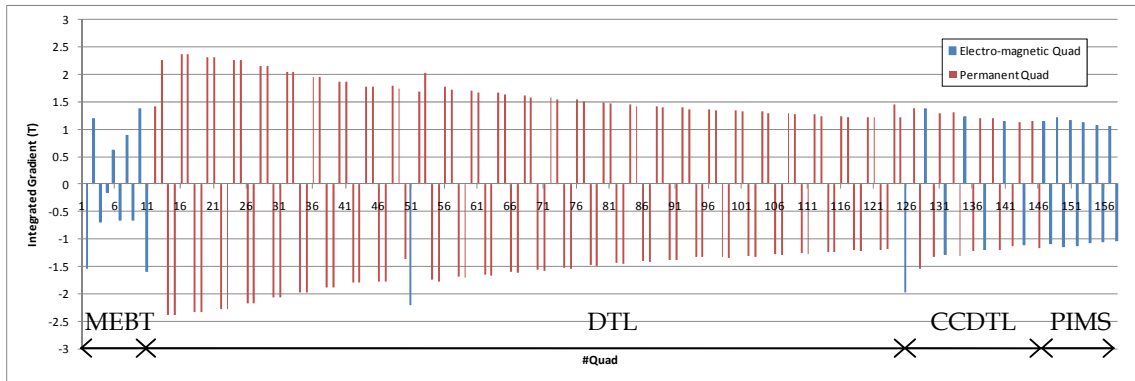 3
2.5
2
1.5
1
0.5
0
-0.5
-1
-1.5
-2
-2.5
-3
Integrated Gradient (T)
Electro-magnetic Quad
Permanent Quad
1 6 11 16 21 26 31 36 41 46 51 56 61 66 71 76 81 86 91 96 101 106 111 116 121 126 131 136 141 146 151 156
MEBT DTL CCDTL PIMS
#Quad